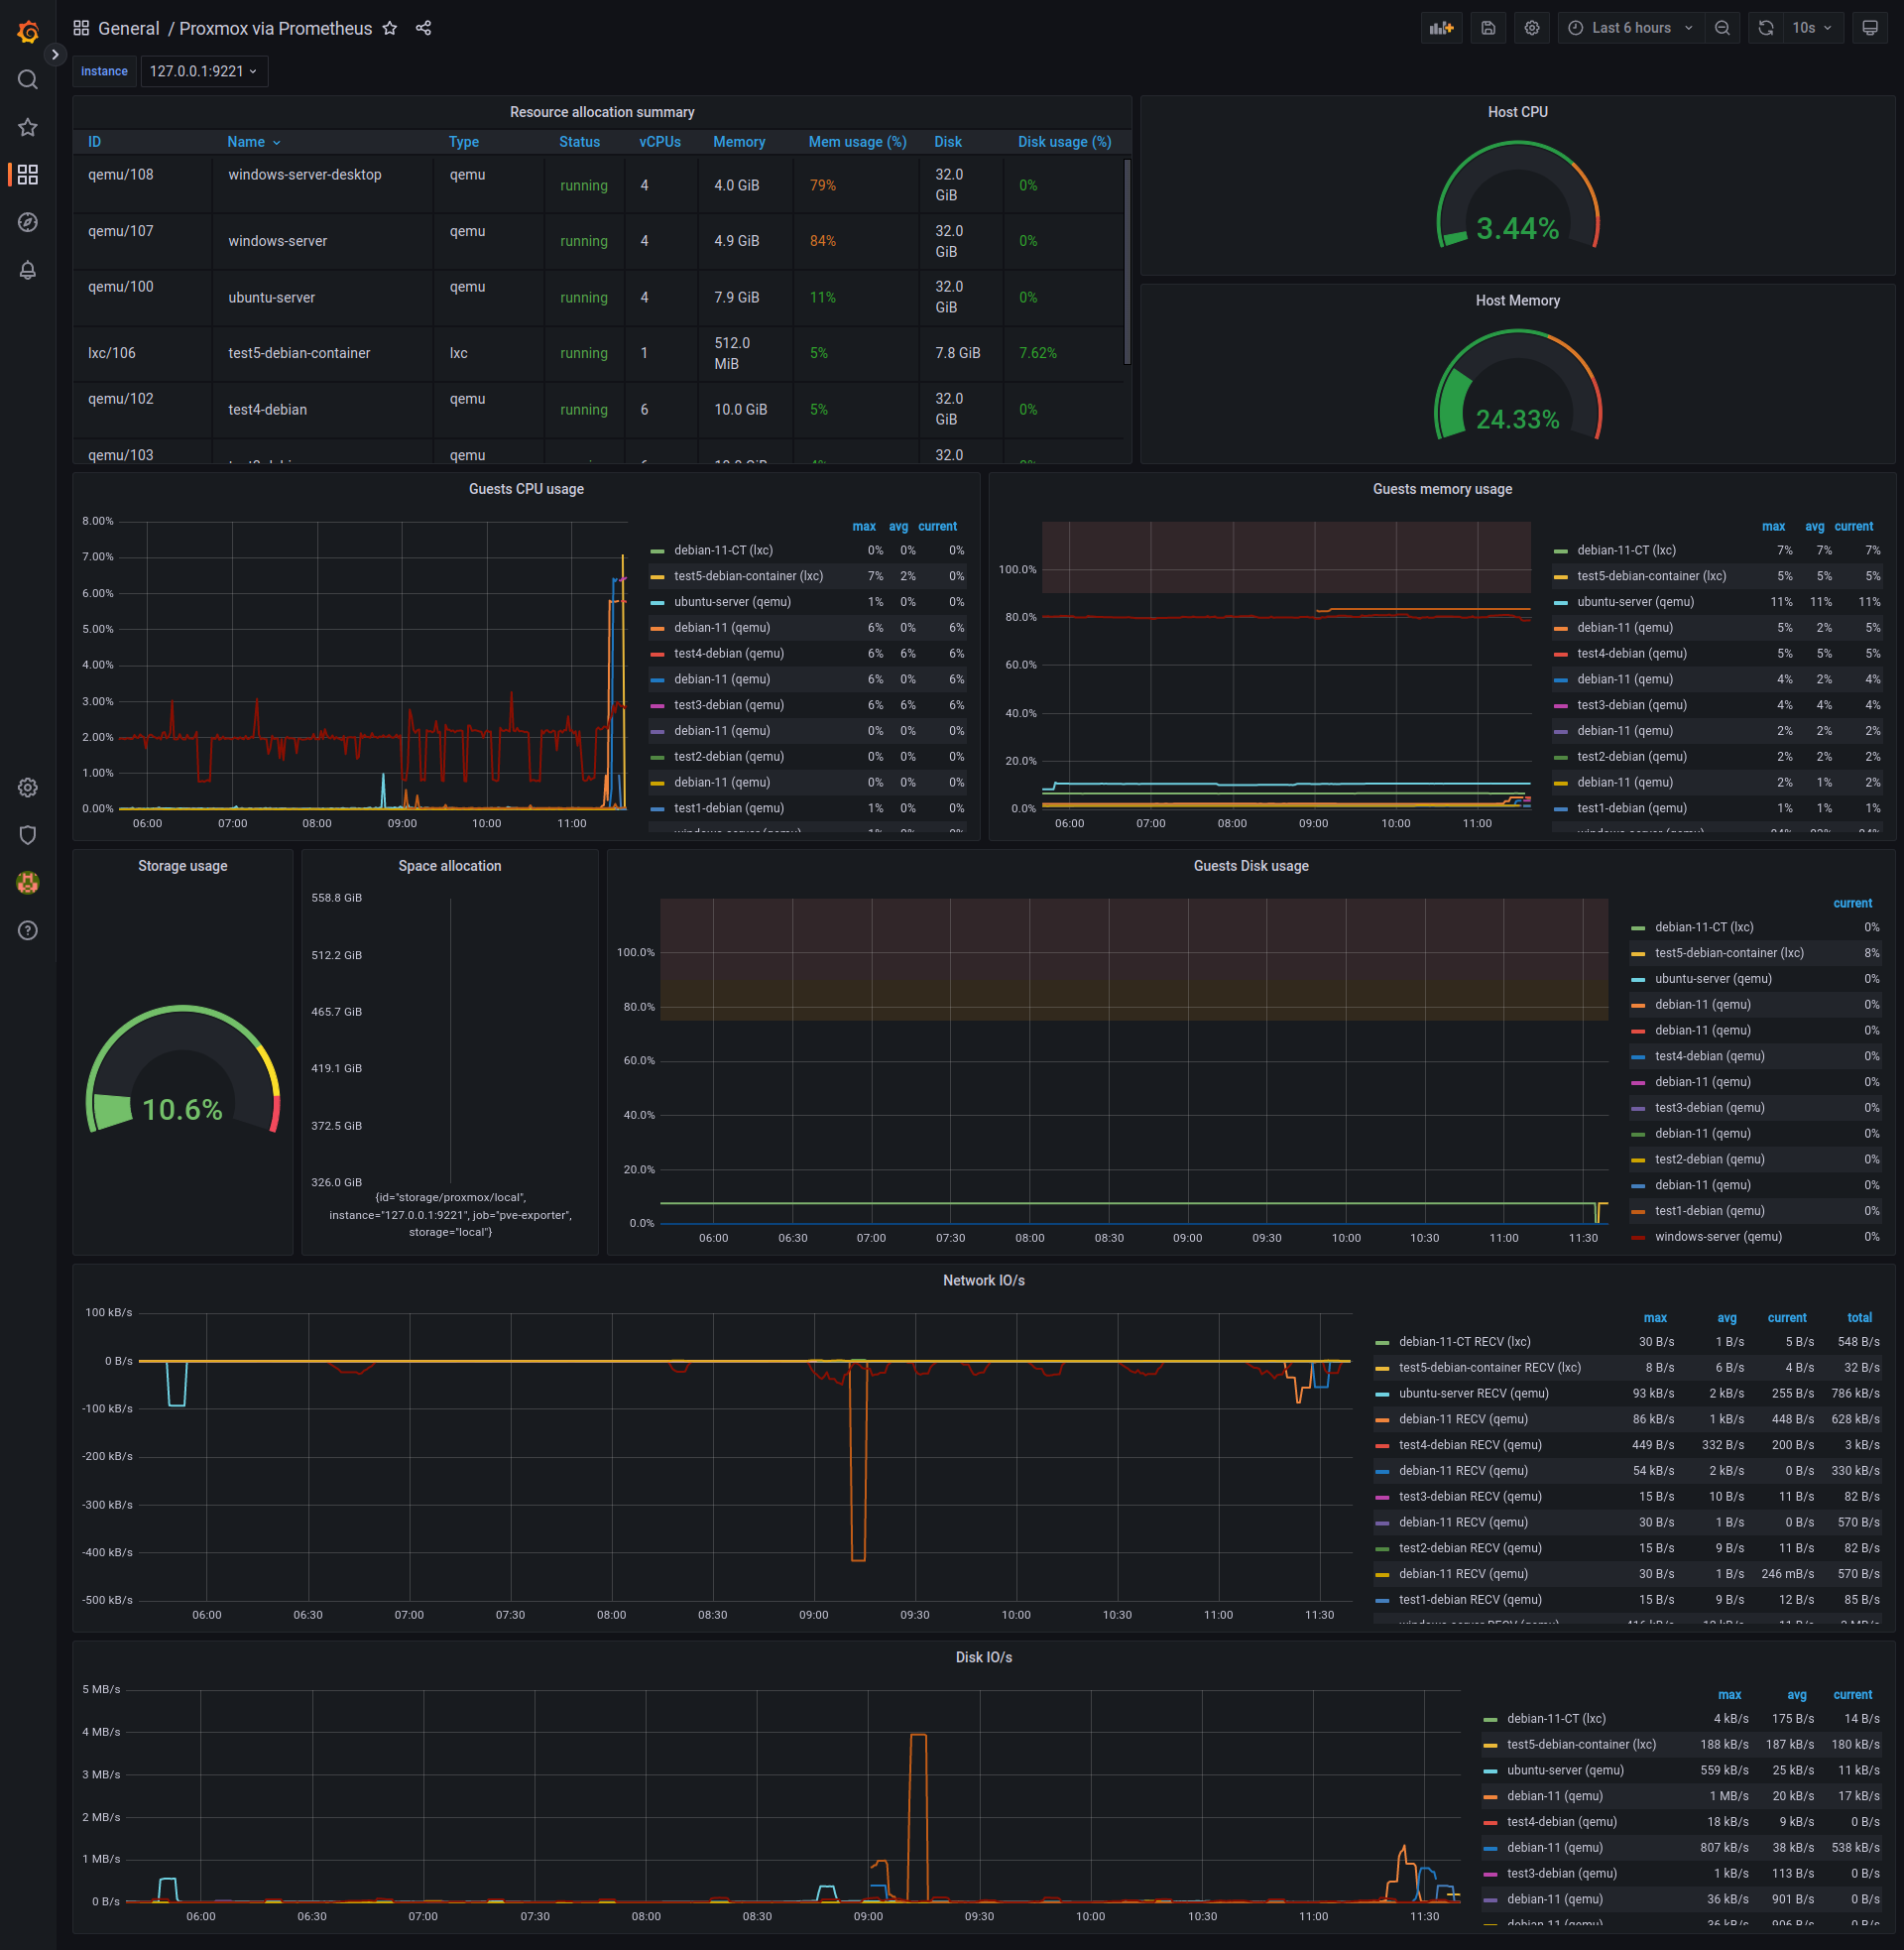 General / Proxmox via Prometheus
Last 6 hours
10s
instance
127.0.0.1:9221
Resource allocation summary
ID Name Type Status vCPUs Memory Mem usage (%) Disk Disk usage (%)
qemu/108 windows-server-desktop qemu running 4 4.0 GiB 79% 32.0 GiB 0%
qemu/107 windows-server qemu running 4 4.9 GiB 84% 32.0 GiB 0%
qemu/100 ubuntu-server qemu running 4 7.9 GiB 11% 32.0 GiB 0%
lxc/106 test5-debian-container lxc running 1 512.0 MiB 5% 7.8 GiB 7.62%
qemu/102 test4-debian qemu running 6 10.0 GiB 5% 32.0 GiB 0%
qemu/103 qemu 32.0
Host CPU
3.44%
Host Memory
24.33%
Guests CPU usage
8.00%
7.00%
6.00%
5.00%
4.00%
3.00%
2.00%
1.00%
0.00%
06:00 07:00 08:00 09:00 10:00 11:00
max avg current
debian-11-CT (lxc) 0% 0% 0%
test5-debian-container (lxc) 7% 2% 0%
ubuntu-server (qemu) 1% 0% 0%
debian-11 (qemu) 6% 0% 6%
test4-debian (qemu) 6% 6% 6%
debian-11 (qemu) 6% 0% 6%
test3-debian (qemu) 6% 6% 6%
debian-11 (qemu) 0% 0% 0%
test2-debian (qemu) 0% 0% 0%
debian-11 (qemu) 0% 0% 0%
test1-debian (qemu) 1% 0% 0%
Guests memory usage
100.0%
80.0%
60.0%
40.0%
20.0%
0.0%
06:00 07:00 08:00 09:00 10:00 11:00
max avg current
debian-11-CT (lxc) 7% 7% 7%
test5-debian-container (lxc) 5% 5% 5%
ubuntu-server (qemu) 11% 11% 11%
debian-11 (qemu) 5% 2% 5%
test4-debian (qemu) 5% 5% 5%
debian-11 (qemu) 4% 2% 4%
test3-debian (qemu) 4% 4% 4%
debian-11 (qemu) 2% 2% 2%
test2-debian (qemu) 2% 2% 2%
debian-11 (qemu) 2% 1% 2%
test1-debian (qemu) 1% 1% 1%
Storage usage
10.6%
Space allocation
558.8 GiB
512.2 GiB
465.7 GiB
419.1 GiB
372.5 GiB
326.0 GiB
{id="storage/proxmox/local",
instance="127.0.0.1:9221", job="pve-exporter",
storage="local"}
Guests Disk usage
100.0%
80.0%
60.0%
40.0%
20.0%
0.0%
06:00 06:30 07:00 07:30 08:00 08:30 09:00 09:30 10:00 10:30 11:00 11:30
current
debian-11-CT (lxc) 0%
test5-debian-container (lxc) 8%
ubuntu-server (qemu) 0%
debian-11 (qemu) 0%
debian-11 (qemu) 0%
test4-debian (qemu) 0%
debian-11 (qemu) 0%
test3-debian (qemu) 0%
debian-11 (qemu) 0%
test2-debian (qemu) 0%
debian-11 (qemu) 0%
test1-debian (qemu) 0%
windows-server (qemu) 0%
Network IO/s
100 kB/s
0 B/s
-100 kB/s
-200 kB/s
-300 kB/s
-400 kB/s
-500 kB/s
06:00 06:30 07:00 07:30 08:00 08:30 09:00 09:30 10:00 10:30 11:00 11:30
max avg current total
debian-11-CT RECV (lxc) 30 B/s 1 B/s 5 B/s 548 B/s
test5-debian-container RECV (lxc) 8 B/s 6 B/s 4 B/s 32 B/s
ubuntu-server RECV (qemu) 93 kB/s 2 kB/s 255 B/s 786 kB/s
debian-11 RECV (qemu) 86 kB/s 1 kB/s 448 B/s 628 kB/s
test4-debian RECV (qemu) 449 B/s 332 B/s 200 B/s 3 kB/s
debian-11 RECV (qemu) 54 kB/s 2 kB/s 0 B/s 330 kB/s
test3-debian RECV (qemu) 15 B/s 10 B/s 11 B/s 82 B/s
debian-11 RECV (qemu) 30 B/s 1 B/s 0 B/s 570 B/s
test2-debian RECV (qemu) 15 B/s 9 B/s 11 B/s 82 B/s
debian-11 RECV (qemu) 30 B/s 1 B/s 246 mB/s 570 B/s
test1-debian RECV (qemu) 15 B/s 9 B/s 12 B/s 85 B/s
Disk IO/s
5 MB/s
4 MB/s
3 MB/s
2 MB/s
1 MB/s
0 B/s
06:00 06:30 07:00 07:30 08:00 08:30 09:00 09:30 10:00 10:30 11:00 11:30
max avg current
debian-11-CT (lxc) 4 kB/s 175 B/s 14 B/s
test5-debian-container (lxc) 188 kB/s 187 kB/s 180 kB/s
ubuntu-server (qemu) 559 kB/s 25 kB/s 11 kB/s
debian-11 (qemu) 1 MB/s 20 kB/s 17 kB/s
test4-debian (qemu) 18 kB/s 9 kB/s 0 B/s
debian-11 (qemu) 807 kB/s 38 kB/s 538 kB/s
test3-debian (qemu) 1 kB/s 113 B/s 0 B/s
debian-11 (qemu) 36 kB/s 901 B/s 0 B/s